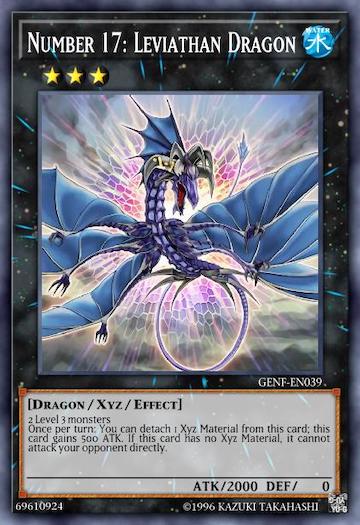 NUMBER 17: LEVIATHAN DRAGON
WATER
水
GENF-EN039
[DRAGON / XYZ / EFFECT]
2 Level 3 monsters
Once per turn: You can detach 1 Xyz Material from this card; this
card gains 500 ATK. If this card has no Xyz Material, it cannot
attack your opponent directly.
ATK/2000 DEF/ 0
69610924
©1996 KAZUKI TAKAHASHI